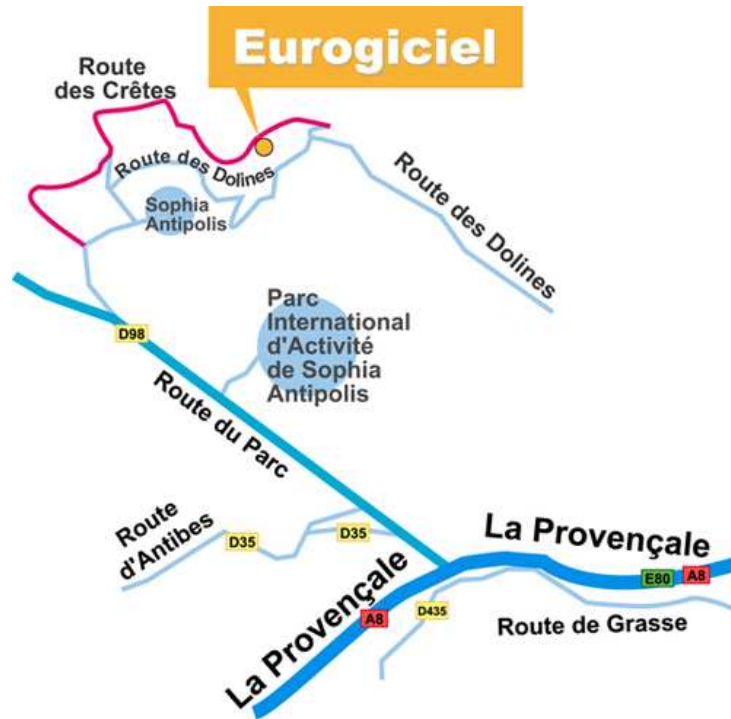 Eurogiciel
Route
des Crêtes
Route des Dolines
Route des Dolines
Sophia
Antipolis
Parc
International
d'Activité
de Sophia
Antipolis
D98
Route du Parc
Route
d'Antibes
D35
D35
La Provençale
La Provençale
E80
A8
A8
D435
Route de Grasse